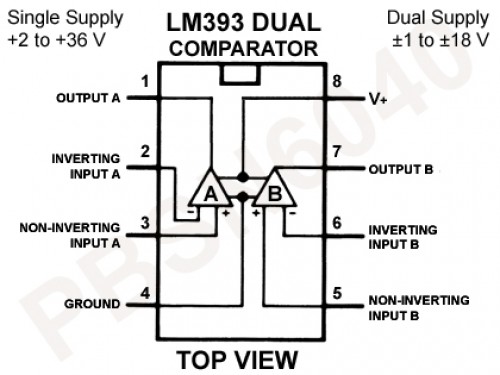 Single Supply
+2 to +36 V
LM393 DUAL
COMPARATOR
Dual Supply
±1 to ±18 V
1
OUTPUT A
8
V+
2
INVERTING
INPUT A
7
OUTPUT B
A
B
-
+
+
-
3
NON-INVERTING
INPUT A
6
INVERTING
INPUT B
4
GROUND
5
NON-INVERTING
INPUT B
TOP VIEW